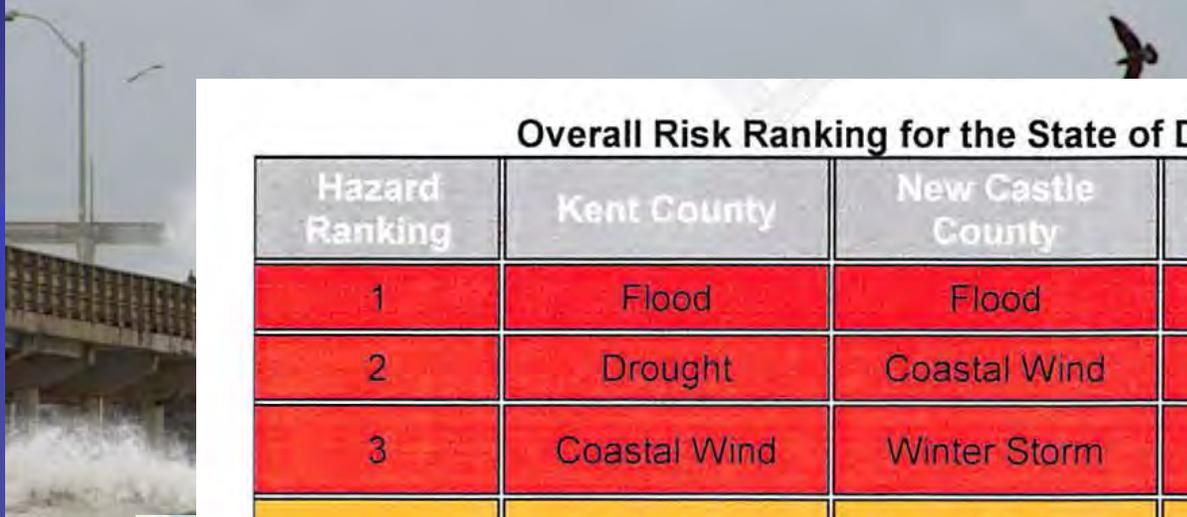 Overall Risk Ranking for the State of D
Hazard Ranking Kent County New Castle County
1 Flood Flood
2 Drought Coastal Wind
3 Coastal Wind Winter Storm